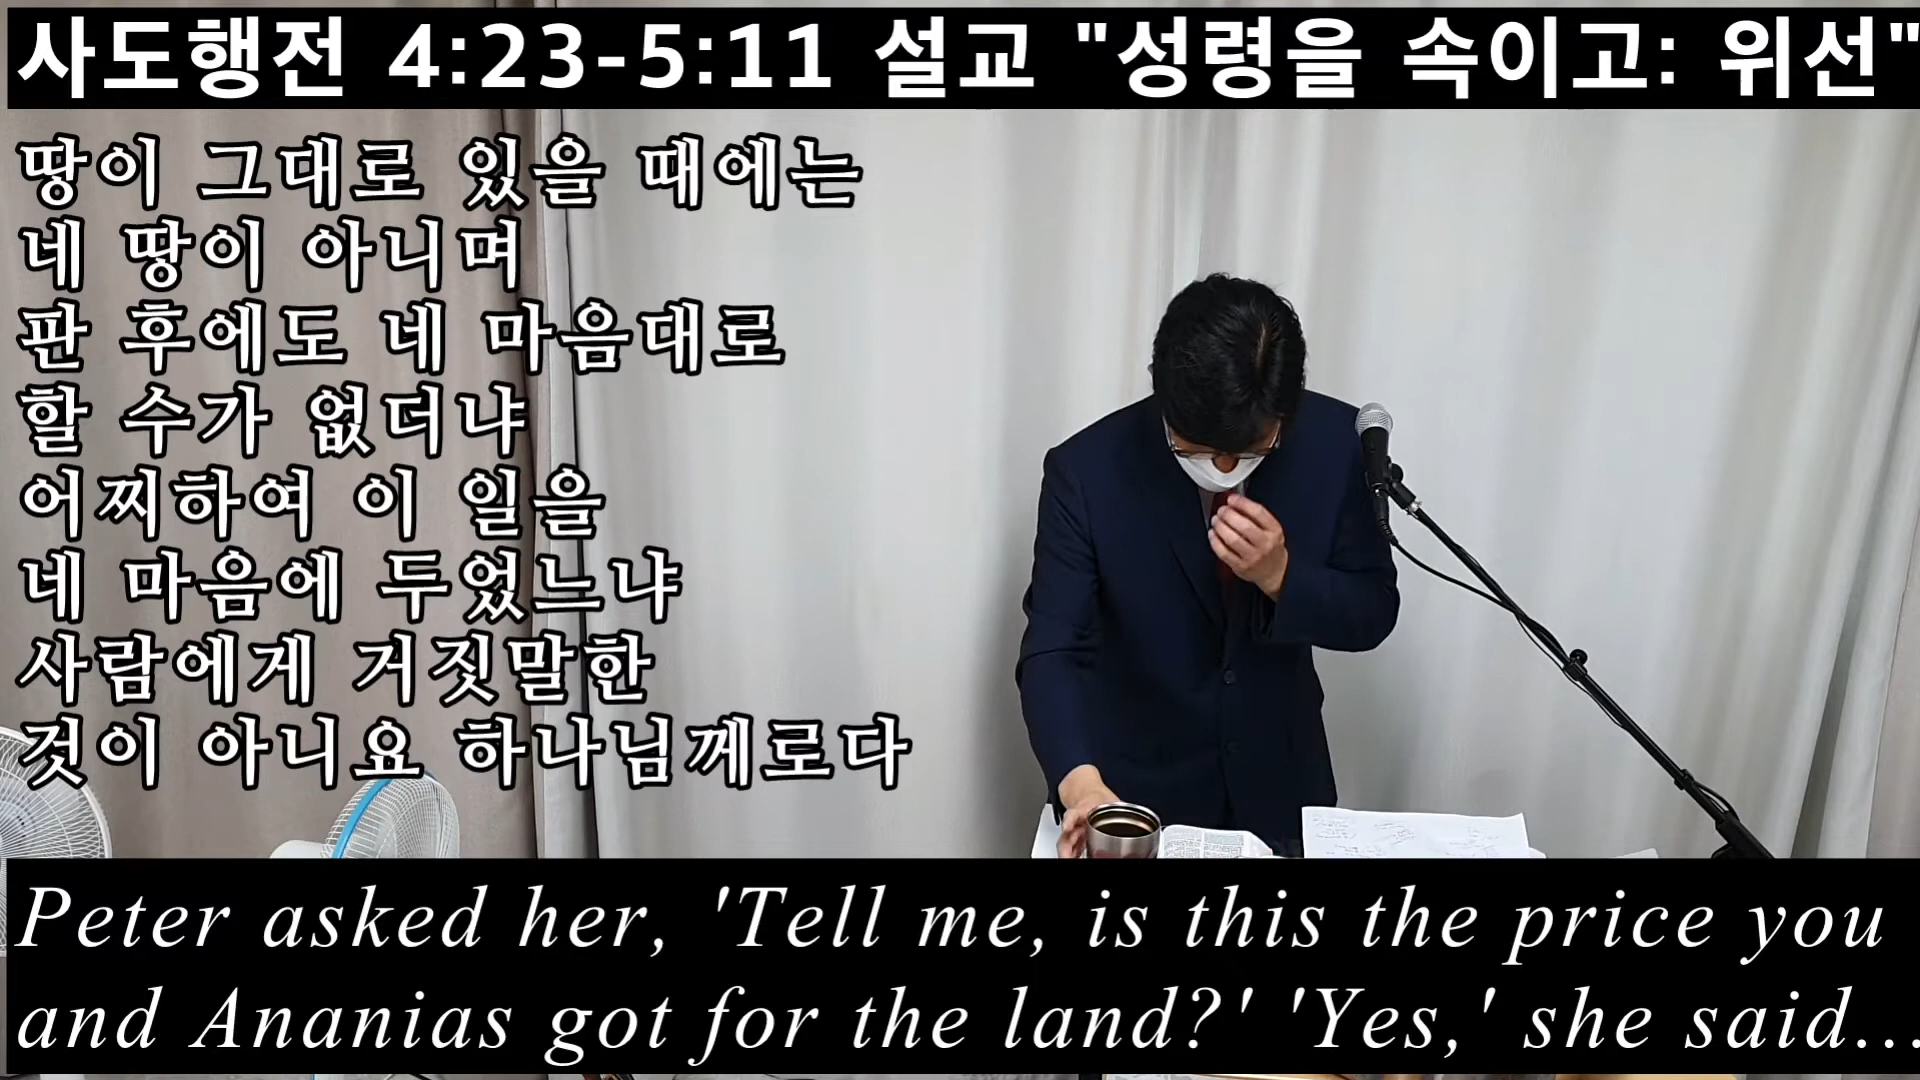 사도행전 4:23-5:11 설교 "성령을 속이고: 위선"
땅이 그대로 있을 때에는
네 땅이 아니며
판 후에도 네 마음대로
할 수가 없더냐
어찌하여 이 일을
네 마음에 두었느냐
사람에게 거짓말한
것이 아니요 하나님께로다
Peter asked her, 'Tell me, is this the price you
and Ananias got for the land?' 'Yes,' she said...